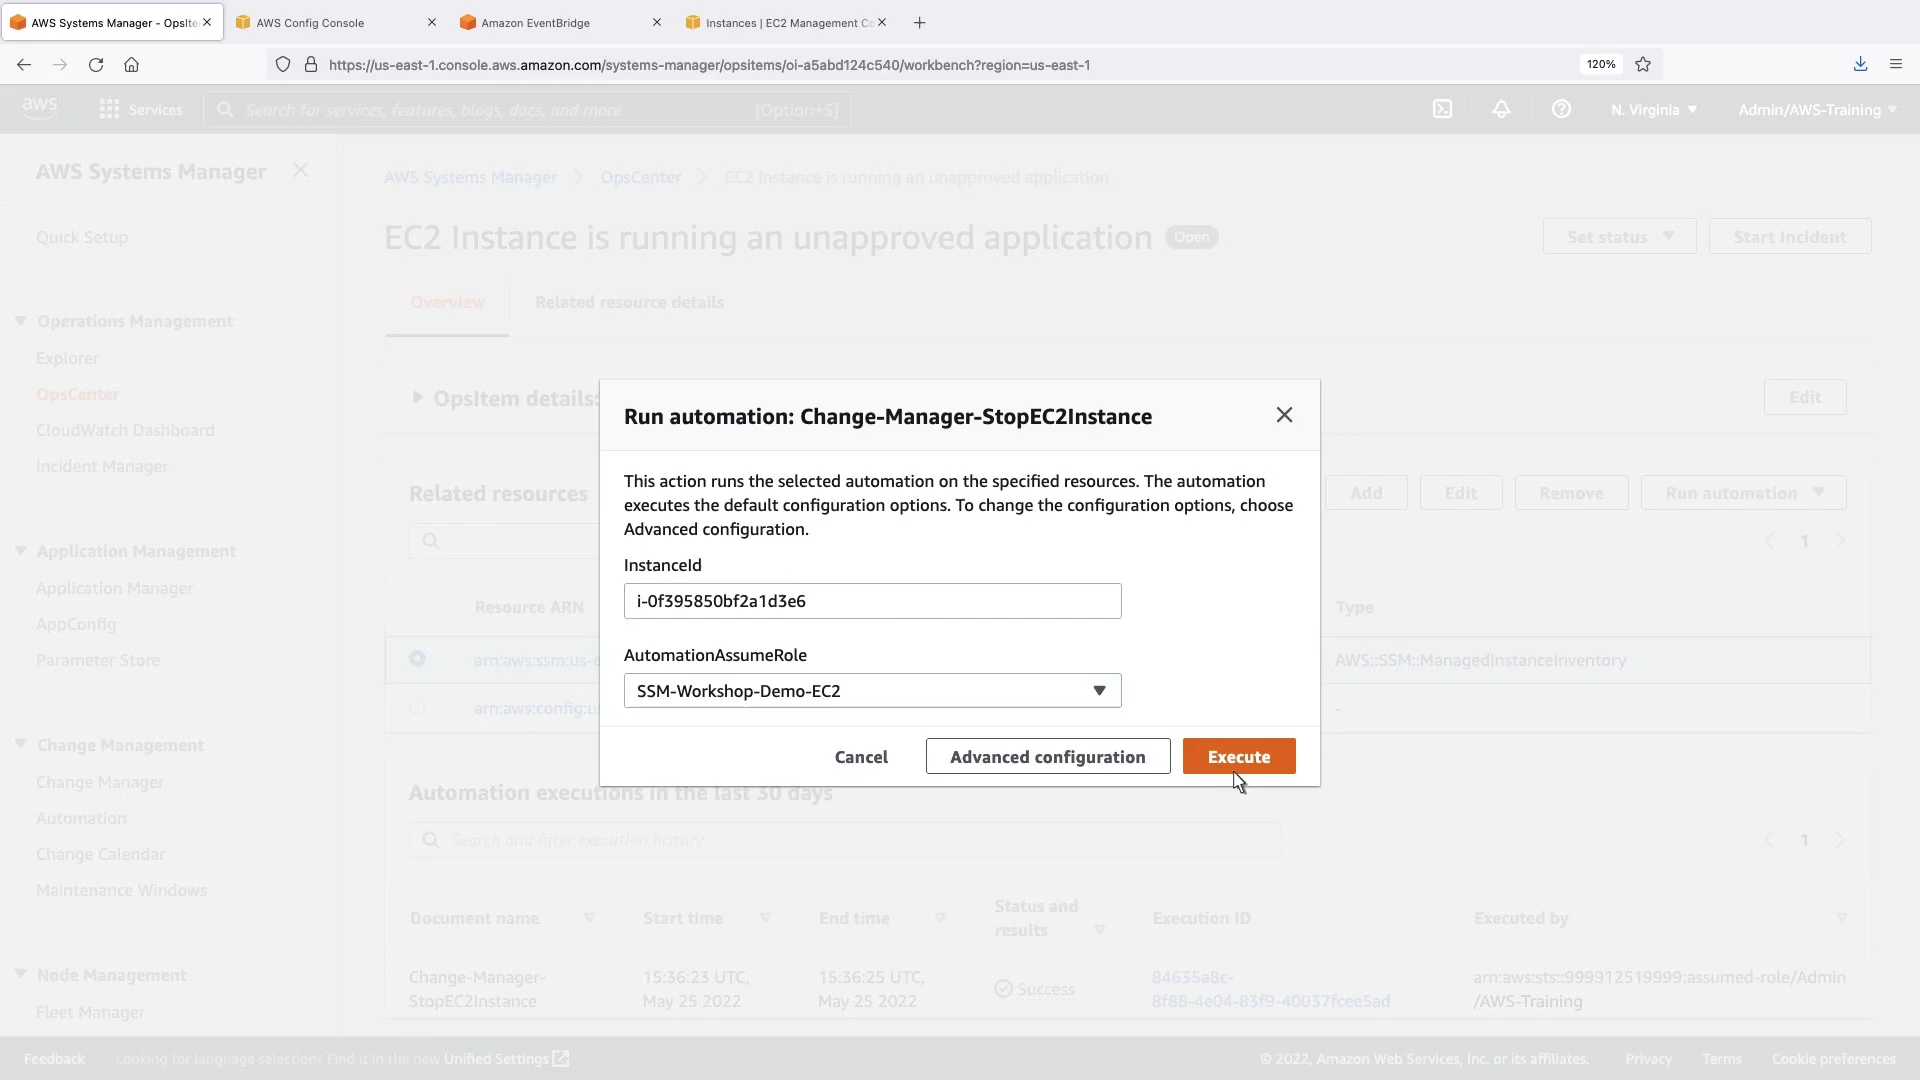 AWS Systems Manager - OpsIte
AWS Config Console
Amazon EventBridge
Instances | EC2 Management Co
https://us-east-1.console.aws.amazon.com/systems-manager/opsitems/oi-a5abd124c540/workbench?region=us-east-1
120%
aws
Services
Search for services, features, blogs, docs, and more
[Option+S]
N. Virginia
Admin/AWS-Training
AWS Systems Manager
Quick Setup
Operations Management
Explorer
OpsCenter
CloudWatch Dashboard
Incident Manager
Application Management
Application Manager
AppConfig
Parameter Store
Change Management
Change Manager
Automation
Change Calendar
Maintenance Windows
Node Management
Fleet Manager
AWS Systems Manager
OpsCenter
EC2 Instance is running an unapproved application
EC2 Instance is running an unapproved application
Open
Set status
Start Incident
Overview
Related resource details
OpsItem details:
Edit
Related resources
Add
Edit
Remove
Run automation
1
Resource ARN
Type
arn:aws:ssm:us-e
AWS::SSM::ManagedInstanceInventory
arn:aws:config:us
-
Run automation: Change-Manager-StopEC2Instance
This action runs the selected automation on the specified resources. The automation
executes the default configuration options. To change the configuration options, choose
Advanced configuration.
InstanceId
i-0f395850bf2a1d3e6
AutomationAssumeRole
SSM-Workshop-Demo-EC2
Cancel
Advanced configuration
Execute
Automation executions in the last 30 days
Search and filter execution history
1
Document name
Start time
End time
Status and
results
Execution ID
Executed by
Change-Manager-
StopEC2Instance
15:36:23 UTC,
May 25 2022
15:36:25 UTC,
May 25 2022
Success
84635a8c-
8f88-4e04-83f9-40037fcee5ad
arn:aws:sts::999912519999:assumed-role/Admin
/AWS-Training
Feedback
Looking for language selection? Find it in the new Unified Settings
© 2022, Amazon Web Services, Inc. or its affiliates.
Privacy
Terms
Cookie preferences